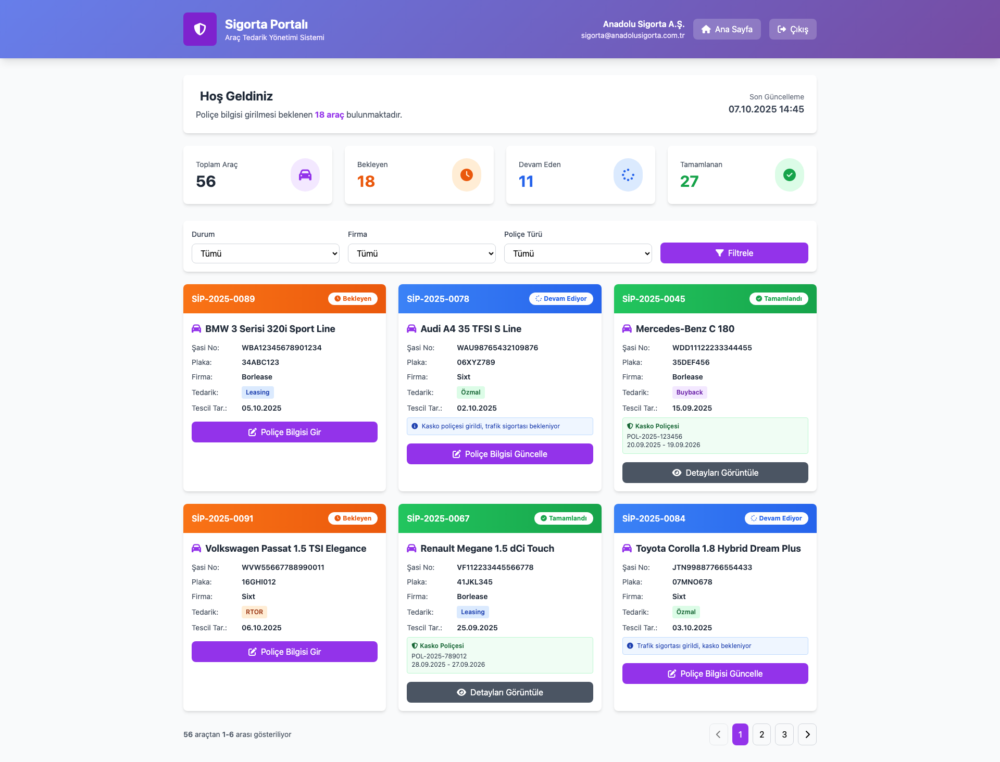 Sigorta Portalı
Araç Tedarik Yönetimi Sistemi
Anadolu Sigorta A.Ş.
sigorta@anadolusigorta.com.tr
Ana Sayfa
Çıkış
Hoş Geldiniz
Poliçe bilgisi girilmesi beklenen 18 araç bulunmaktadır.
Son Güncelleme
07.10.2025 14:45
Toplam Araç
56
Bekleyen
18
Devam Eden
11
Tamamlanan
27
Durum
Tümü
Firma
Tümü
Poliçe Türü
Tümü
Filtrele
SİP-2025-0089
Bekleyen
BMW 3 Serisi 320i Sport Line
Şasi No: WBA12345678901234
Plaka: 34ABC123
Firma: Borlease
Tedarik: Leasing
Tescil Tar.: 05.10.2025
Poliçe Bilgisi Gir
SİP-2025-0078
Devam Ediyor
Audi A4 35 TFSI S Line
Şasi No: WAU98765432109876
Plaka: 06XYZ789
Firma: Sixt
Tedarik: Özmal
Tescil Tar.: 02.10.2025
Kasko poliçesi girildi, trafik sigortası bekleniyor
Poliçe Bilgisi Güncelle
SİP-2025-0045
Tamamlandı
Mercedes-Benz C 180
Şasi No: WDD11122233344455
Plaka: 35DEF456
Firma: Borlease
Tedarik: Buyback
Tescil Tar.: 15.09.2025
Kasko Poliçesi
POL-2025-123456
20.09.2025 - 19.09.2026
Detayları Görüntüle
SİP-2025-0091
Bekleyen
Volkswagen Passat 1.5 TSI Elegance
Şasi No: WVW55667788990011
Plaka: 16GHI012
Firma: Sixt
Tedarik: RTOR
Tescil Tar.: 06.10.2025
Poliçe Bilgisi Gir
SİP-2025-0067
Tamamlandı
Renault Megane 1.5 dCi Touch
Şasi No: VF112233445566778
Plaka: 41JKL345
Firma: Borlease
Tedarik: Leasing
Tescil Tar.: 25.09.2025
Kasko Poliçesi
POL-2025-789012
28.09.2025 - 27.09.2026
Detayları Görüntüle
SİP-2025-0084
Devam Ediyor
Toyota Corolla 1.8 Hybrid Dream Plus
Şasi No: JTN99887766554433
Plaka: 07MNO678
Firma: Sixt
Tedarik: Özmal
Tescil Tar.: 03.10.2025
Trafik sigortası girildi, kasko bekleniyor
Poliçe Bilgisi Güncelle
56 araçtan 1-6 arası gösteriliyor
1 2 3